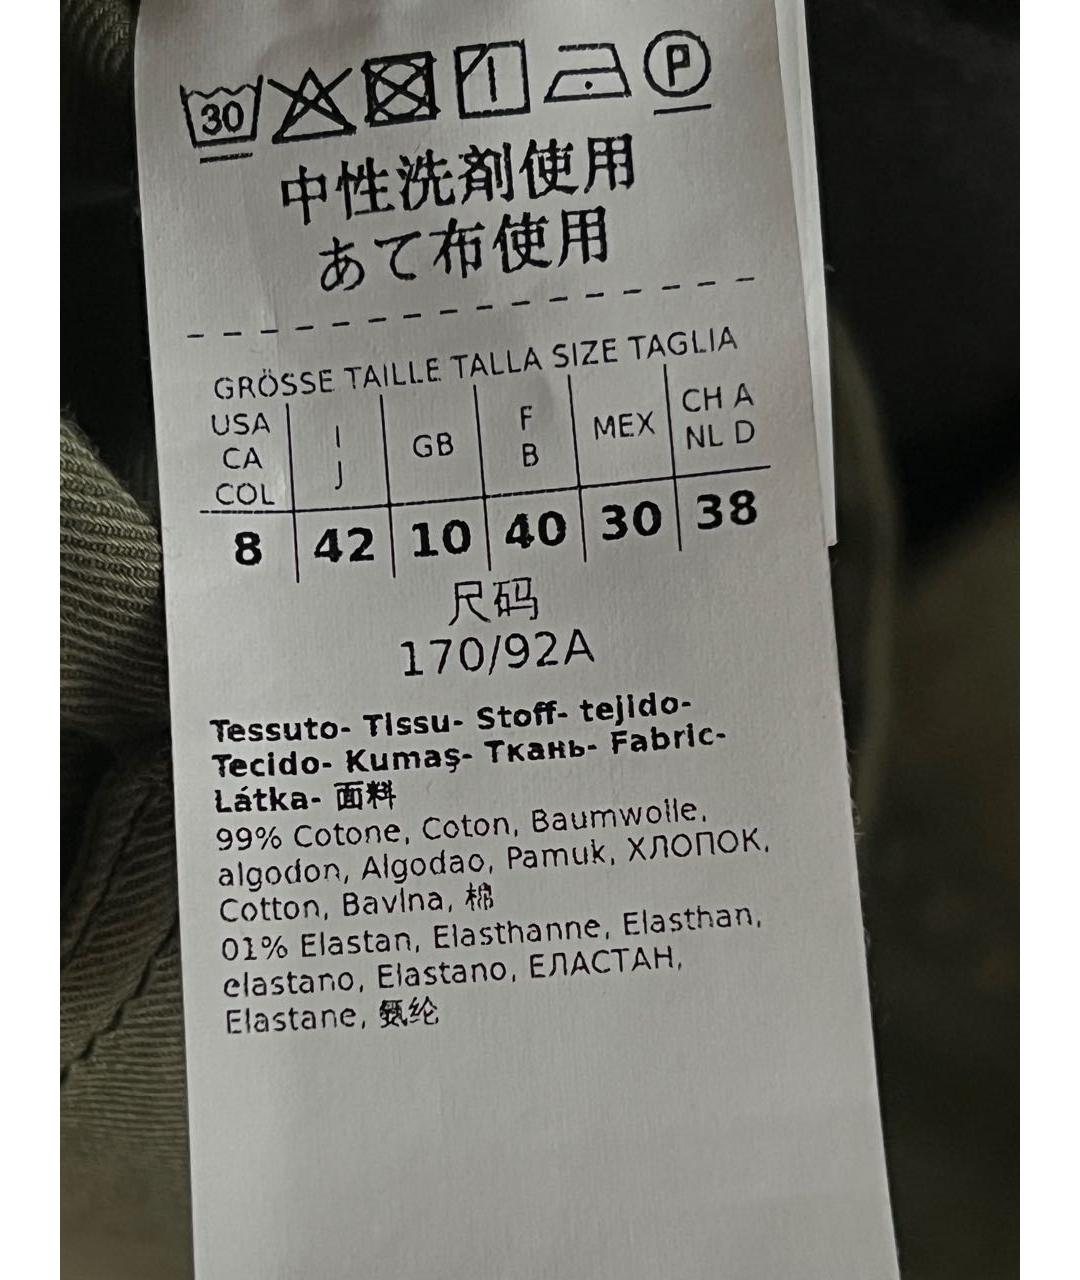 30 P
中性洗剤使用
あて布使用
GRÖSSE TAILLE TALLA SIZE TAGLIA
USA CA COL I J GB F B MEX CH A NL D
8 42 10 40 30 38
尺码
170/92A
Tessuto- Tissu- Stoff- tejido-
Tecido- Kumaş- Ткань- Fabric-
Látka- 面料
99% Cotone, Coton, Baumwolle,
algodon, Algodao, Pamuk, ХЛОПОК,
Cotton, Bavlna, 棉
01% Elastan, Elasthanne, Elasthan,
elastano, Elastano, ЕЛАСТАН,
Elastane, 氨纶